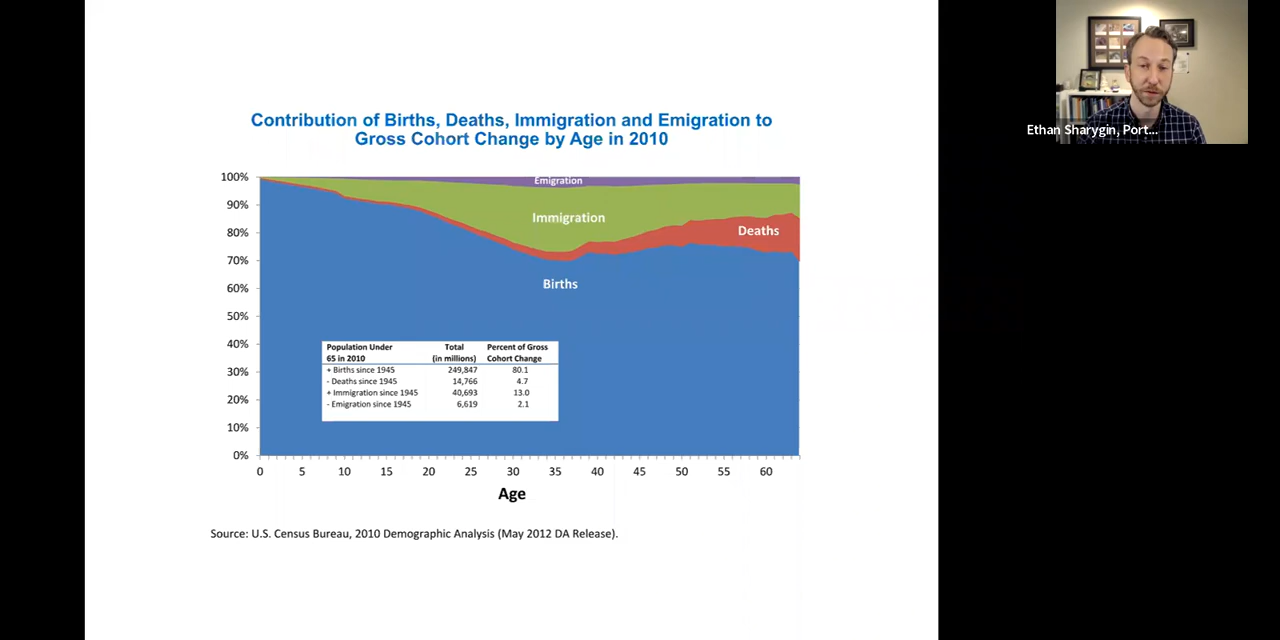 Contribution of Births, Deaths, Immigration and Emigration to
Gross Cohort Change by Age in 2010
100%
90%
80%
70%
60%
50%
40%
30%
20%
10%
0%
Emigration
Immigration
Deaths
Births
Population Under Total Percent of Gross
65 in 2010 (in millions) Cohort Change
+ Births since 1945 249,847 80.1
- Deaths since 1945 14,766 4.7
+ Immigration since 1945 40,693 13.0
- Emigration since 1945 6,619 2.1
0 5 10 15 20 25 30 35 40 45 50 55 60
Age
Source: U.S. Census Bureau, 2010 Demographic Analysis (May 2012 DA Release).
Ethan Sharygin, Port...